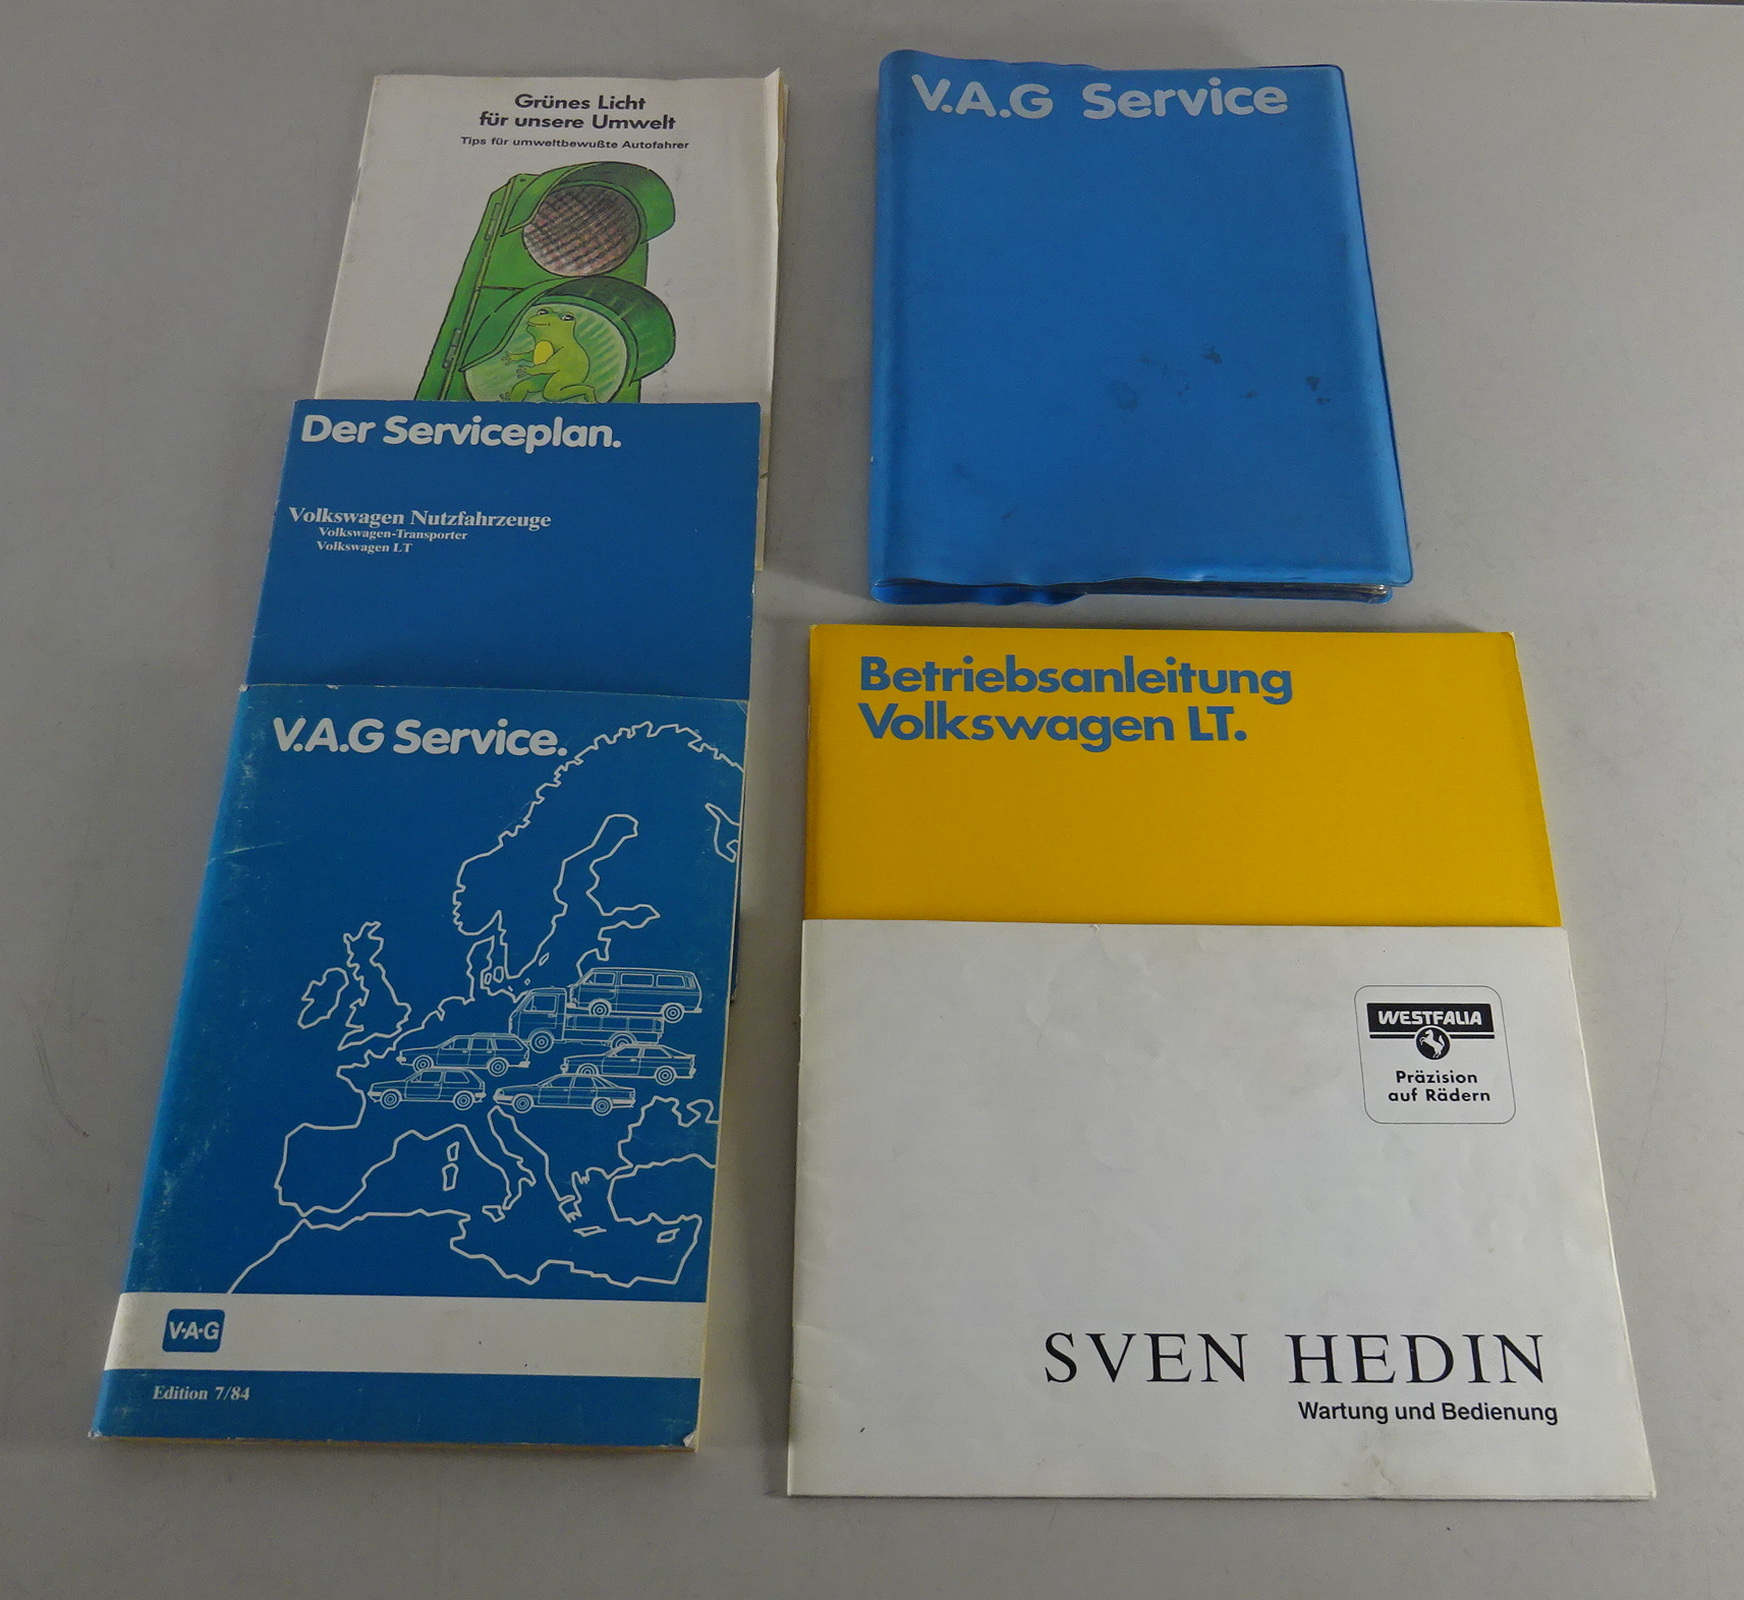 Grünes Licht
für unsere Umwelt
Tips für umweltbewußte Autofahrer
Der Serviceplan.
Volkswagen Nutzfahrzeuge
Volkswagen-Transporter
Volkswagen LT
V.A.G Service.
V·A·G
Edition 7/84
V.A.G Service
Betriebsanleitung
Volkswagen LT.
WESTFALIA
Präzision
auf Rädern
SVEN HEDIN
Wartung und Bedienung